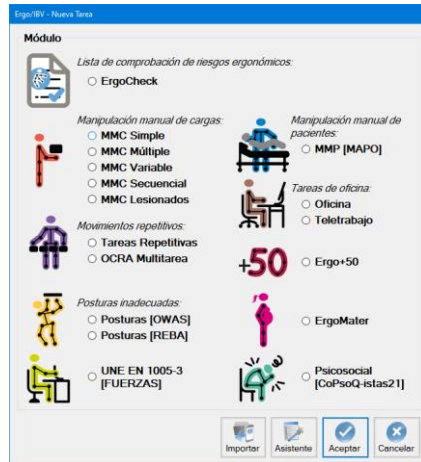 Ergo/IBV - Nueva Tarea
Módulo
Lista de comprobación de riesgos ergonómicos:
ErgoCheck
Manipulación manual de cargas:
MMC Simple
MMC Múltiple
MMC Variable
MMC Secuencial
MMC Lesionados
Manipulación manual de
pacientes:
MMP [MAPO]
Tareas de oficina:
Oficina
Teletrabajo
Movimientos repetitivos:
Tareas Repetitivas
OCRA Multitarea
+50
Ergo+50
Posturas inadecuadas:
Posturas [OWAS]
Posturas [REBA]
ErgoMater
UNE EN 1005-3
[FUERZAS]
Psicosocial
[CoPsoQ-istas21]
Importar
Asistente
Aceptar
Cancelar